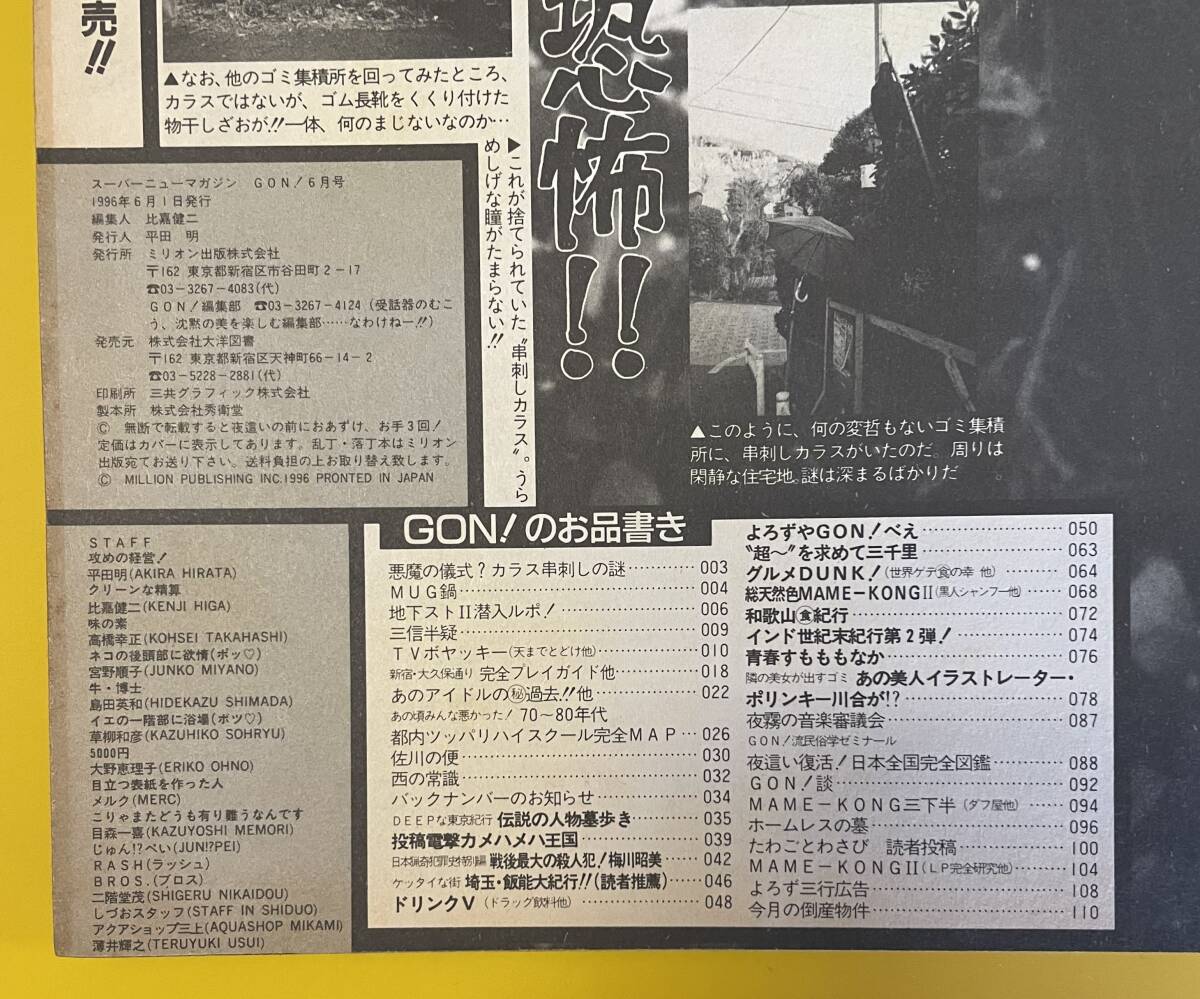 売!!
▲なお、他のゴミ集積所を回ってみたところ、
カラスではないが、ゴム長靴をくくり付けた
物干しざおが!!一体、何のまじないなのか…
恐怖!!
▶これが捨てられていた〝串刺しカラス〟。うら
めしげな瞳がたまらない!!
▲このように、何の変哲もないゴミ集積
所に、串刺しカラスがいたのだ。周りは
閑静な住宅地。謎は深まるばかりだ
スーパーニューマガジン GON!6月号
1996年6月1日発行
編集人 比嘉健二
発行人 平田 明
発行所 ミリオン出版株式会社
〒162 東京都新宿区市谷田町2-17
☎03-3267-4083(代)
GON!編集部 ☎03-3267-4124(受話器のむこ
う、沈黙の美を楽しむ編集部……なわけねー!!)
発売元 株式会社大洋図書
〒162 東京都新宿区天神町66-14-2
☎03-5228-2881(代)
印刷所 三共グラフィック株式会社
製本所 株式会社秀衛堂
© 無断で転載すると夜這いの前におあずけ、お手3回!
定価はカバーに表示してあります。乱丁・落丁本はミリオン
出版宛てお送り下さい。送料負担の上お取り替え致します。
© MILLION PUBLISHING INC.1996 PRONTED IN JAPAN
STAFF
攻めの経営!
平田明(AKIRA HIRATA)
クリーンな精算
比嘉健二(KENJI HIGA)
味の素
高橋幸正(KOHSEI TAKAHASHI)
ネコの後頭部に欲情(ポッ♡)
宮野順子(JUNKO MIYANO)
牛・博士
島田英和(HIDEKAZU SHIMADA)
イエの一階部に浴場(ポツ♡)
草柳和彦(KAZUHIKO SOHRYU)
5000円
大野恵理子(ERIKO OHNO)
目立つ表紙を作った人
メルク(MERC)
こりゃまたどうも有り難うなんです
目森一喜(KAZUYOSHI MEMORI)
じゅん!?ぺい(JUN!?PEI)
RASH(ラッシュ)
BROS.(ブロス)
二階堂茂(SHIGERU NIKAIDOU)
しづおスタッフ(STAFF IN SHIDUO)
アクアショップ三上(AQUASHOP MIKAMI)
薄井輝之(TERUYUKI USUI)
GON!のお品書き
悪魔の儀式?カラス串刺しの謎…………003
MUG鍋…………004
地下ストII潜入ルポ!…………006
三信半疑…………009
TVボヤッキー(天までとどけ他)…………010
新宿・大久保通り 完全プレイガイド他…………018
あのアイドルの㊙過去!!他…………022
あの頃みんな悪かった! 70〜80年代
都内ツッパリハイスクール完全MAP…026
佐川の便…………030
西の常識…………032
バックナンバーのお知らせ…………034
DEEPな東京紀行 伝説の人物墓歩き…………035
投稿電撃カメハメハ王国…………039
日本猟奇犯罪史特別編 戦後最大の殺人犯!梅川昭美……042
ケッタイな街 埼玉・飯能大紀行!!(読者推薦)……046
ドリンクV(ドラッグ飲料他)…………048
よろずやGON!べえ…………050
〝超〜〟を求めて三千里…………063
グルメDUNK!(世界ゲテ食の幸 他)…………064
総天然色MAME-KONGII(黒人シャンプー他)……068
和歌山食紀行…………072
インド世紀末紀行第2弾!…………074
青春すももももなか…………076
隣の美女が出すゴミ あの美人イラストレーター・
ポリンキー川合が!?…………078
夜霧の音楽審議会…………087
GON!流民俗学ゼミナール
夜這い復活!日本全国完全図鑑…………088
GON!談…………092
MAME-KONG三下半(ダフ屋他)……094
ホームレスの墓…………096
たわごとわさび 読者投稿…………100
MAME-KONGII(LP完全研究他)…………104
よろず三行広告…………108
今月の倒産物件…………110